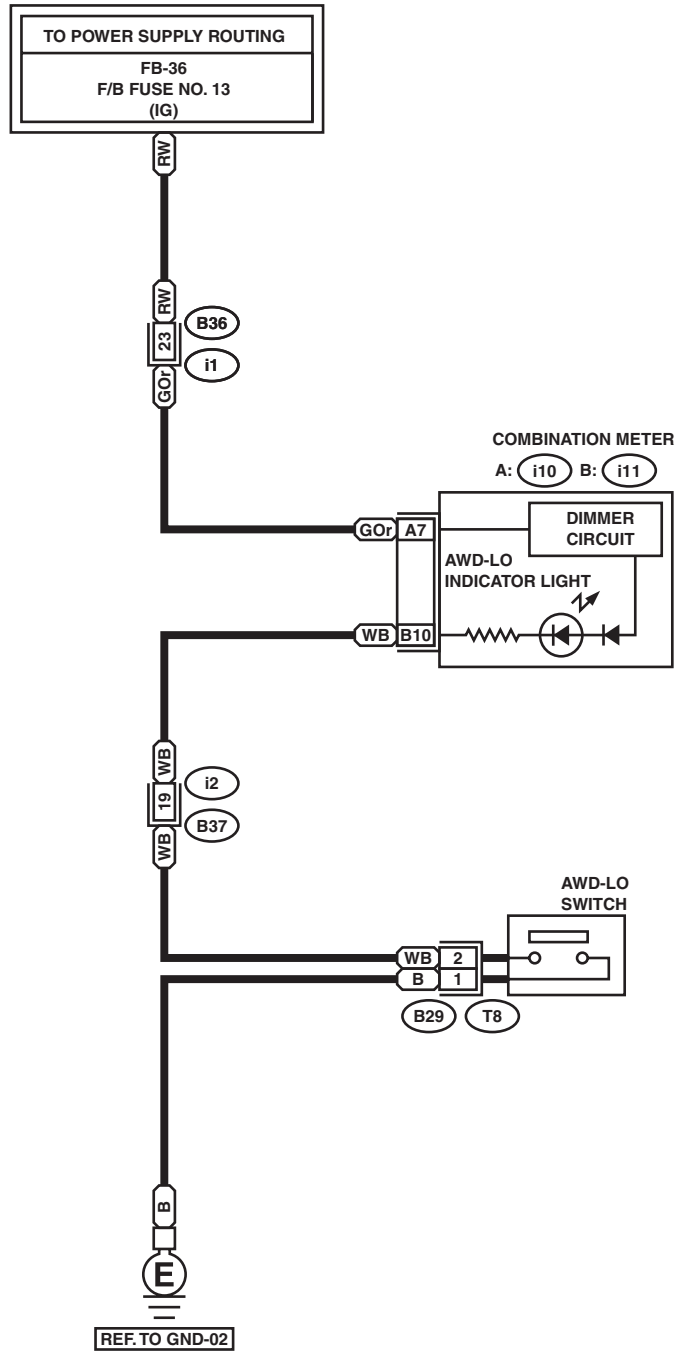 TO POWER SUPPLY ROUTING
FB-36
F/B FUSE NO. 13
(IG)
RW
RW
23
B36
i1
GOr
COMBINATION METER
A: i10 B: i11
GOr A7
DIMMER
CIRCUIT
AWD-LO
INDICATOR LIGHT
WB B10
WB
19
i2
B37
WB
AWD-LO
SWITCH
WB 2
B 1
B29 T8
B
E
REF. TO GND-02